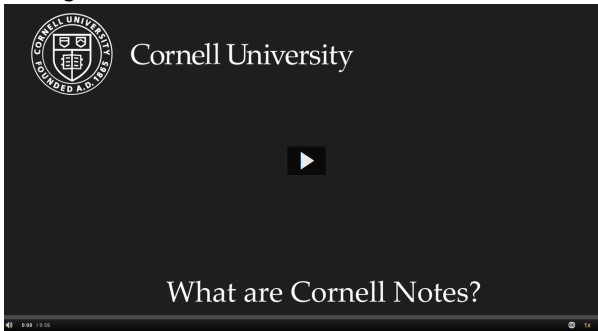 CORNELL UNIVERSITY
FOUNDED A.D. 1865
Cornell University
What are Cornell Notes?
0:00 / 0:59
1x